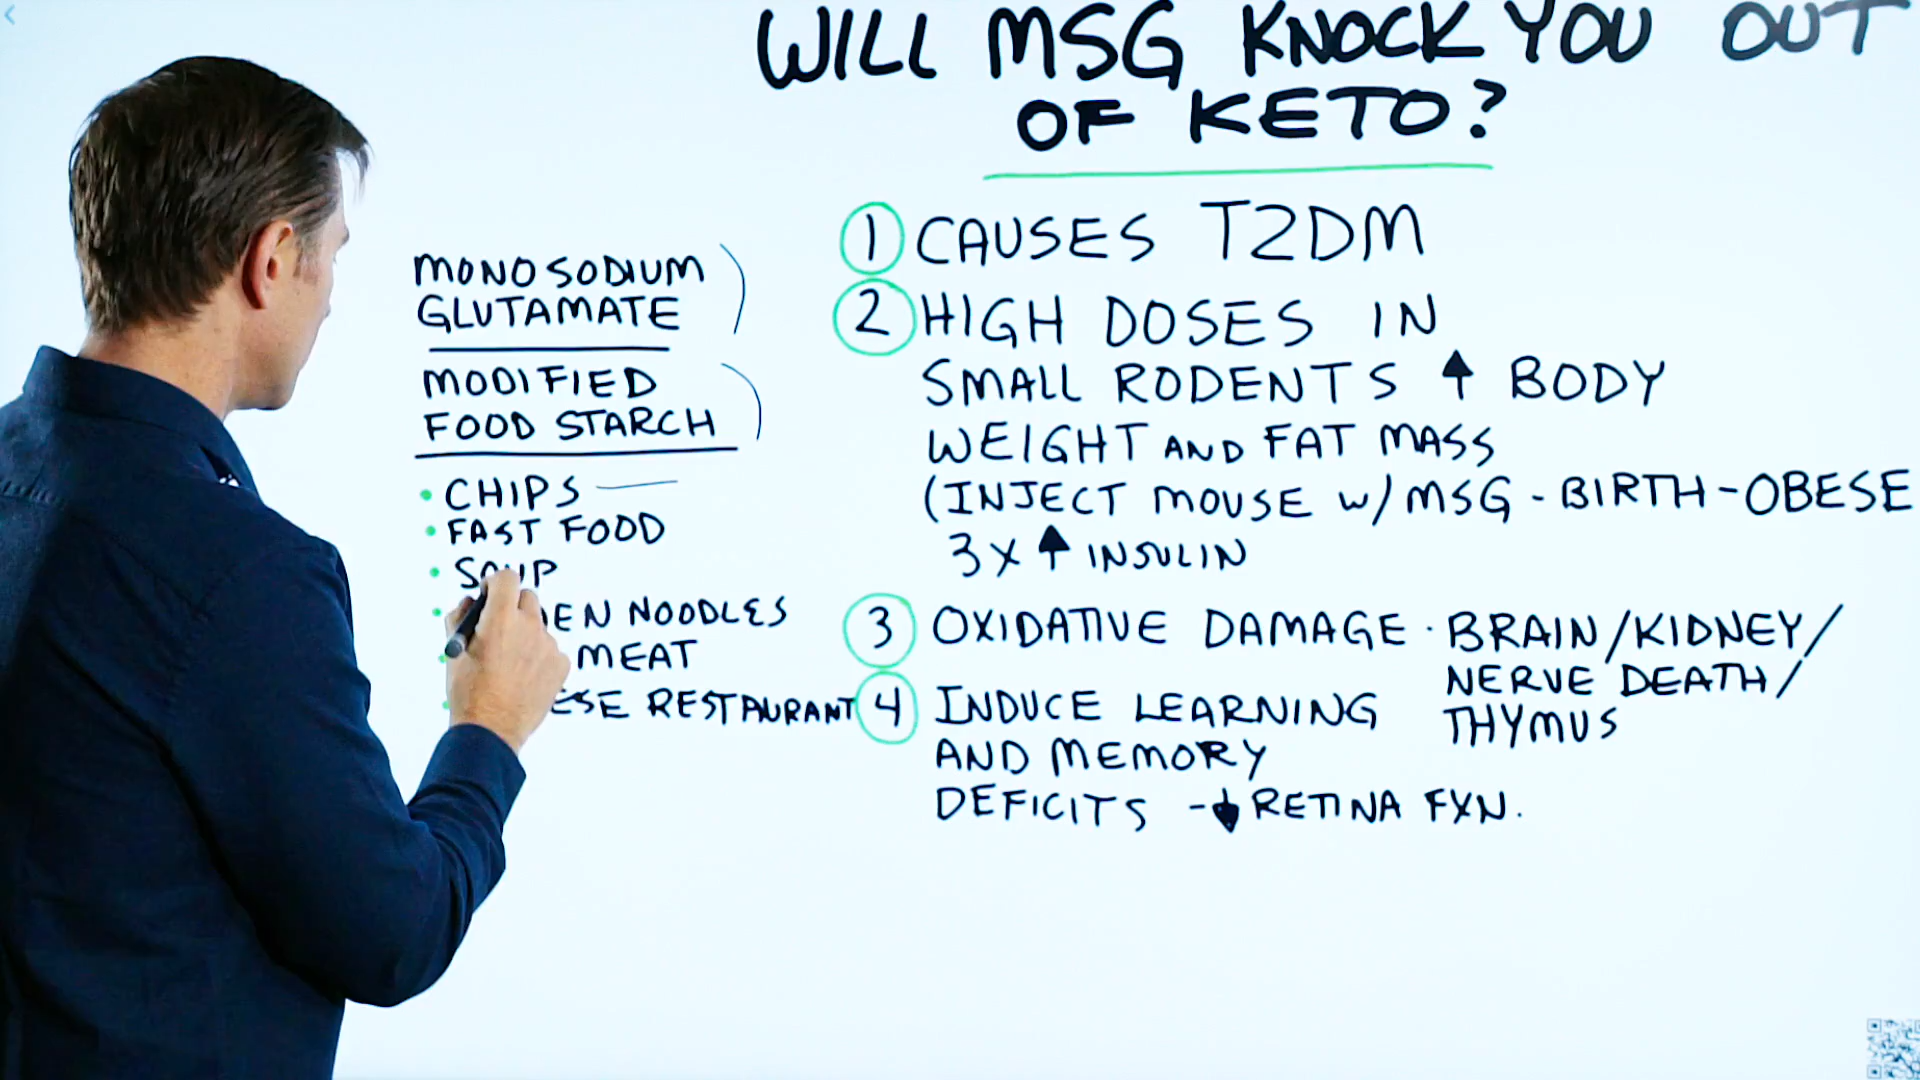 WILL MSG KNOCK YOU OUT
OF KETO?
MONOSODIUM
GLUTAMATE
MODIFIED
FOOD STARCH
• CHIPS
• FAST FOOD
• SOUP
• EN NOODLES
MEAT
ESE RESTAURANT
1 CAUSES T2DM
2 HIGH DOSES IN
SMALL RODENTS ↑ BODY
WEIGHT AND FAT MASS
(INJECT MOUSE W/ MSG - BIRTH - OBESE
3X ↑ INSULIN
3 OXIDATIVE DAMAGE · BRAIN/KIDNEY/
NERVE DEATH/
THYMUS
4 INDUCE LEARNING
AND MEMORY
DEFICITS - ↓ RETINA FXN.